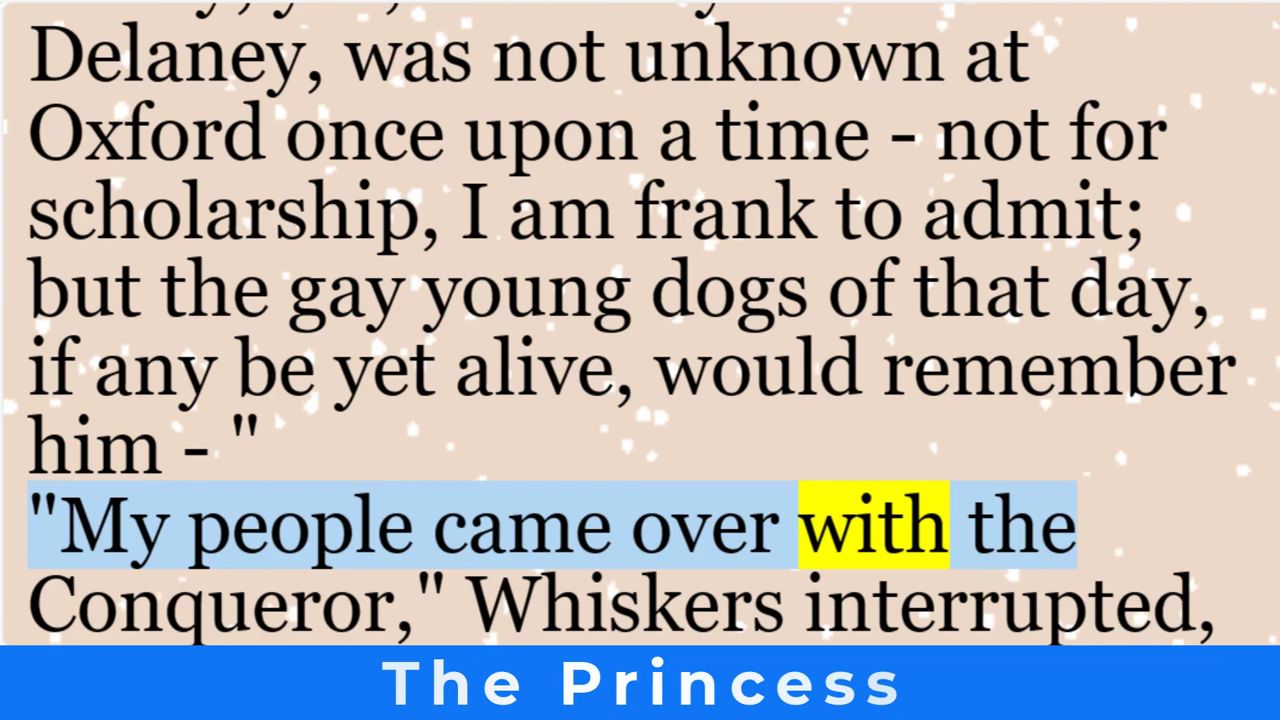 Delaney, was not unknown at
Oxford once upon a time - not for
scholarship, I am frank to admit;
but the gay young dogs of that day,
if any be yet alive, would remember
him - "
"My people came over with the
Conqueror," Whiskers interrupted,
The Princess